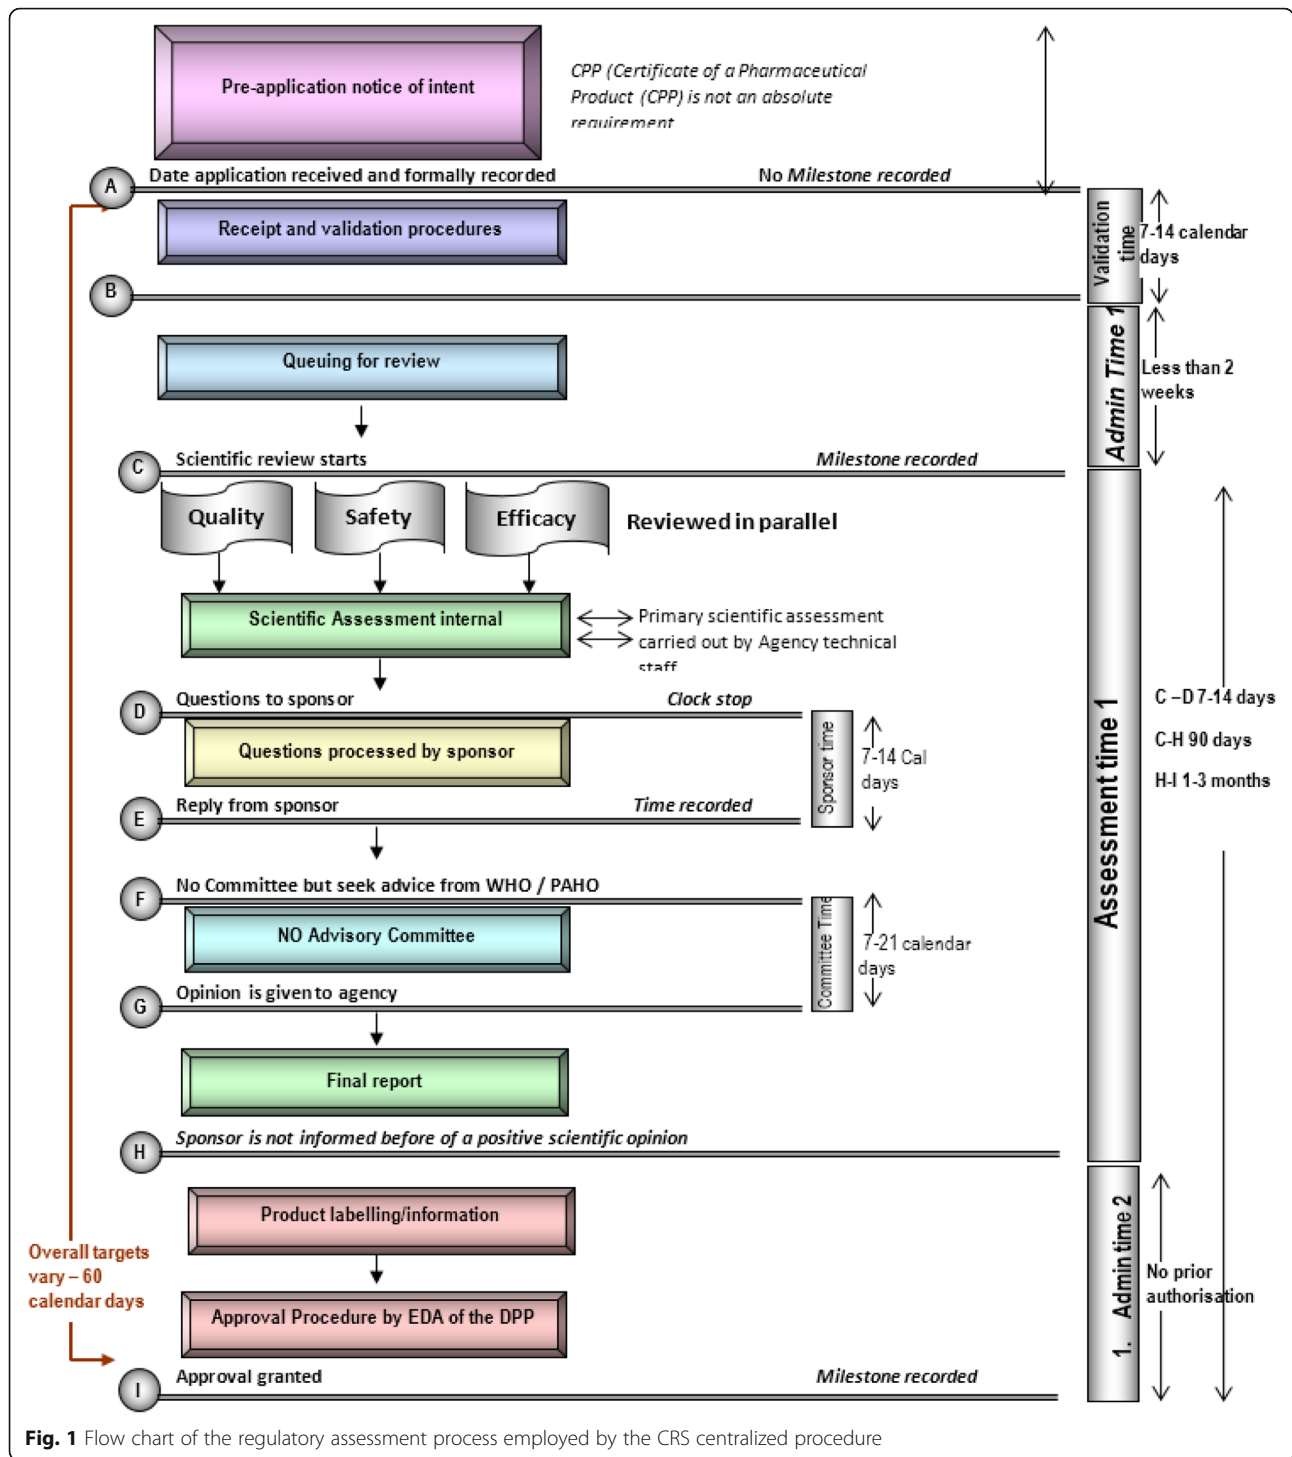 Pre-application notice of intent
CPP (Certificate of a Pharmaceutical
Product (CPP) is not an absolute
requirement
A
Date application received and formally recorded
No Milestone recorded
Receipt and validation procedures
Validation
time
7-14 calendar
days
B
Queuing for review
Admin Time 1
Less than 2
weeks
C
Scientific review starts
Milestone recorded
Quality
Safety
Efficacy
Reviewed in parallel
Scientific Assessment internal
Primary scientific assessment
carried out by Agency technical
staff
D
Questions to sponsor
Clock stop
Questions processed by sponsor
Sponsor time
7-14 Cal
days
E
Reply from sponsor
Time recorded
F
No Committee but seek advice from WHO / PAHO
NO Advisory Committee
Committee Time
7-21 calendar
days
G
Opinion is given to agency
Final report
Assessment time 1
C –D 7-14 days
C-H 90 days
H-I 1-3 months
H
Sponsor is not informed before of a positive scientific opinion
Product labelling/information
Approval Procedure by EDA of the DPP
1. Admin time 2
No prior
authorisation
Overall targets
vary – 60
calendar days
I
Approval granted
Milestone recorded
Fig. 1 Flow chart of the regulatory assessment process employed by the CRS centralized procedure